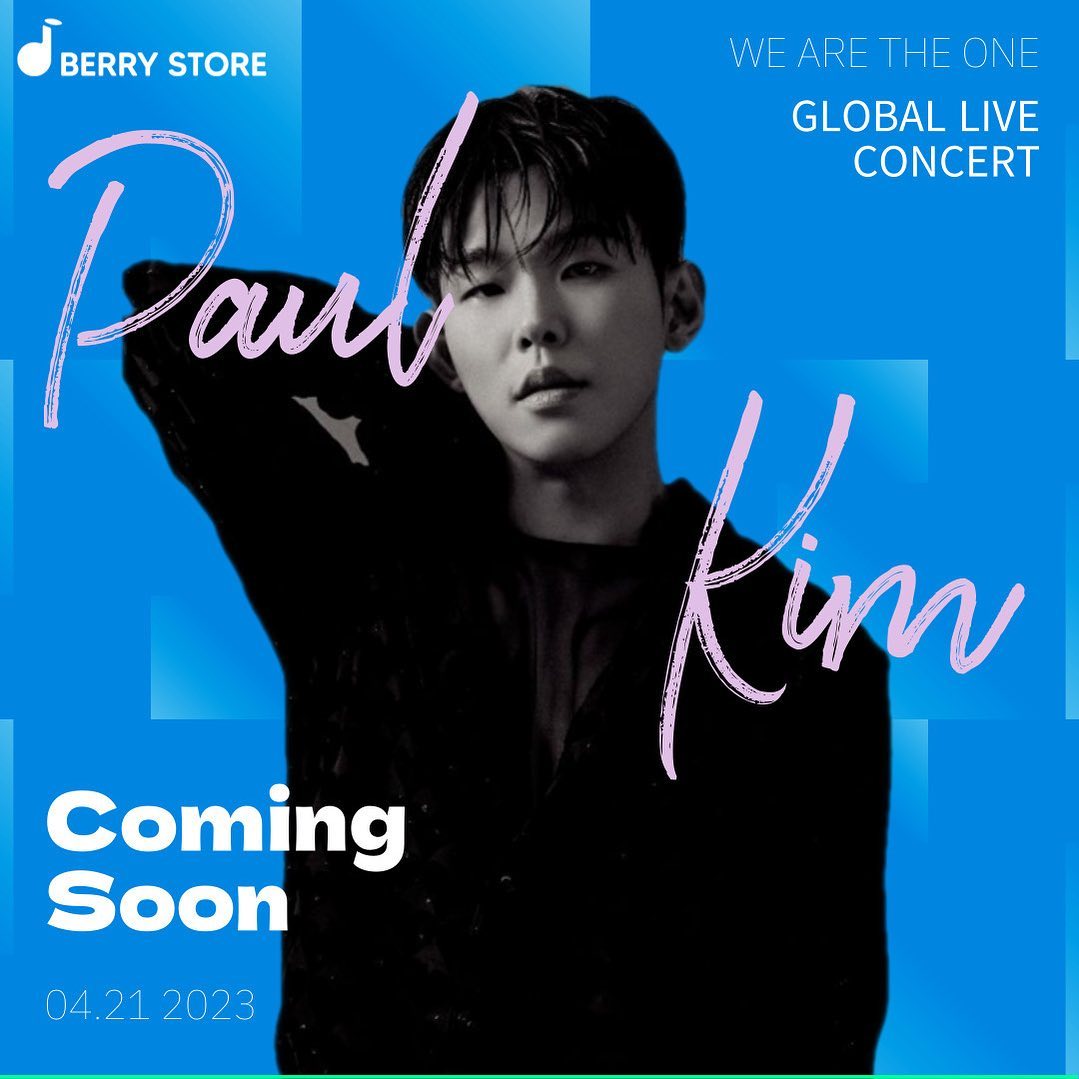 BERRY STORE
WE ARE THE ONE
GLOBAL LIVE
CONCERT
Paul
Kim
Coming
Soon
04.21 2023